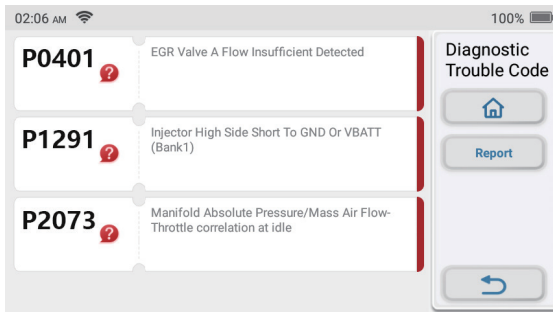 02:06 AM
100%
P0401
EGR Valve A Flow Insufficient Detected
P1291
Injector High Side Short To GND Or VBATT
(Bank1)
P2073
Manifold Absolute Pressure/Mass Air Flow-
Throttle correlation at idle
Diagnostic
Trouble Code
Report